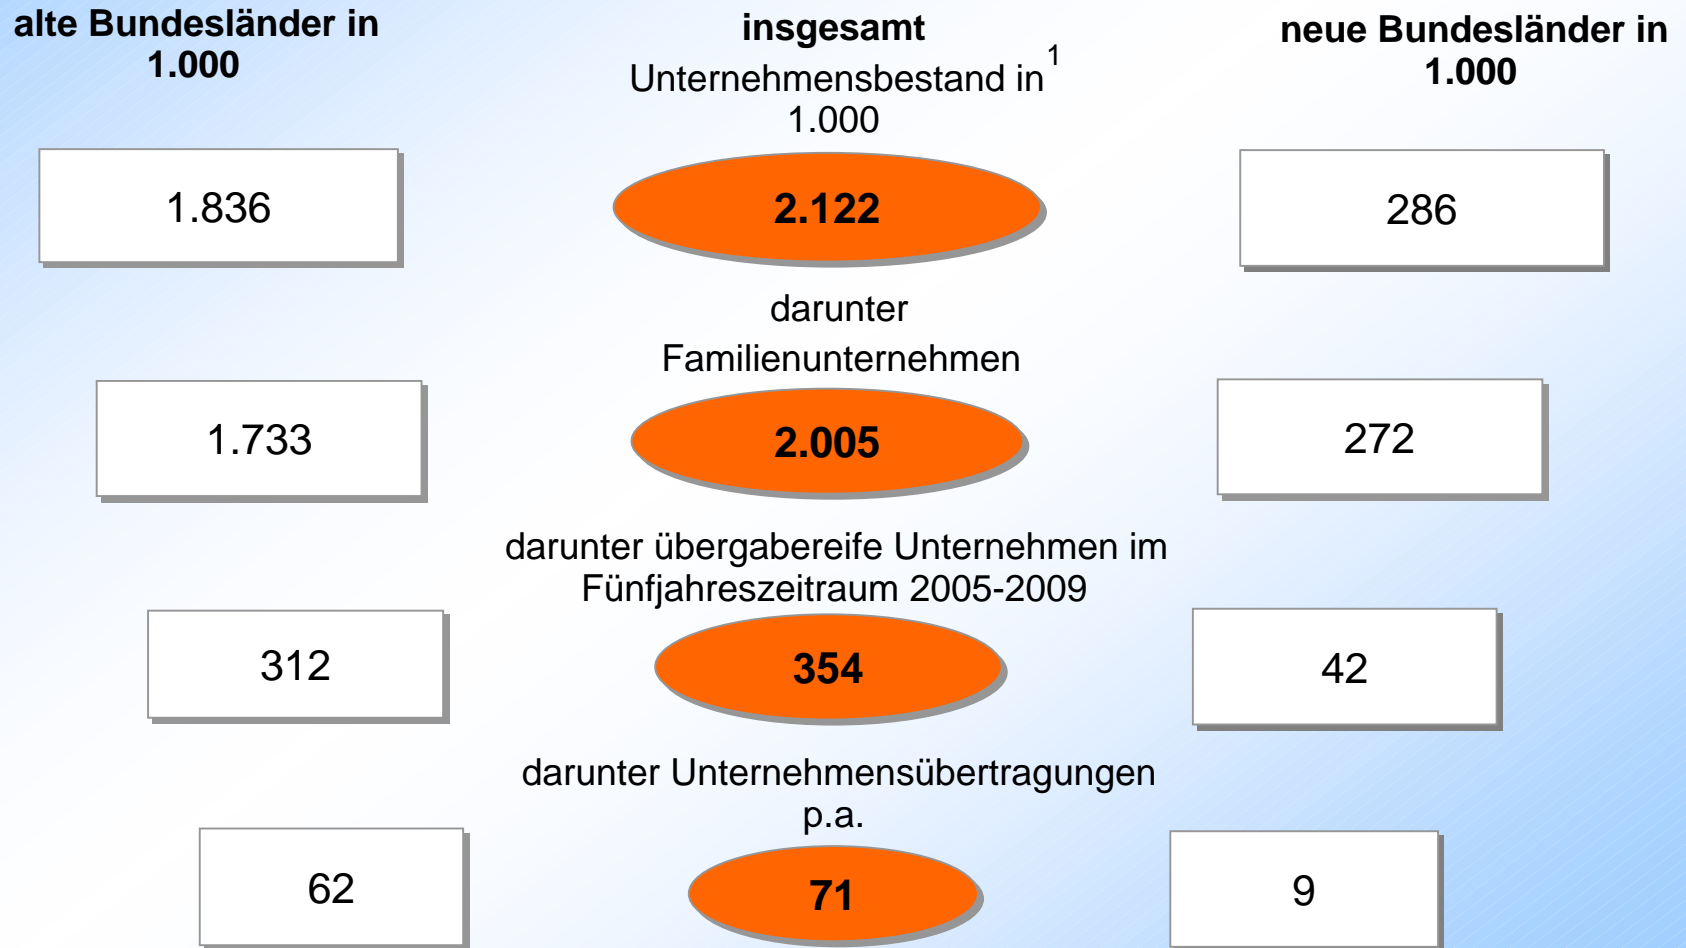 alte Bundesländer in
1.000
insgesamt
Unternehmensbestand in¹
1.000
neue Bundesländer in
1.000
1.836
2.122
286
darunter
Familienunternehmen
1.733
2.005
272
darunter übergabereife Unternehmen im
Fünfjahreszeitraum 2005-2009
312
354
42
darunter Unternehmensübertragungen
p.a.
62
71
9